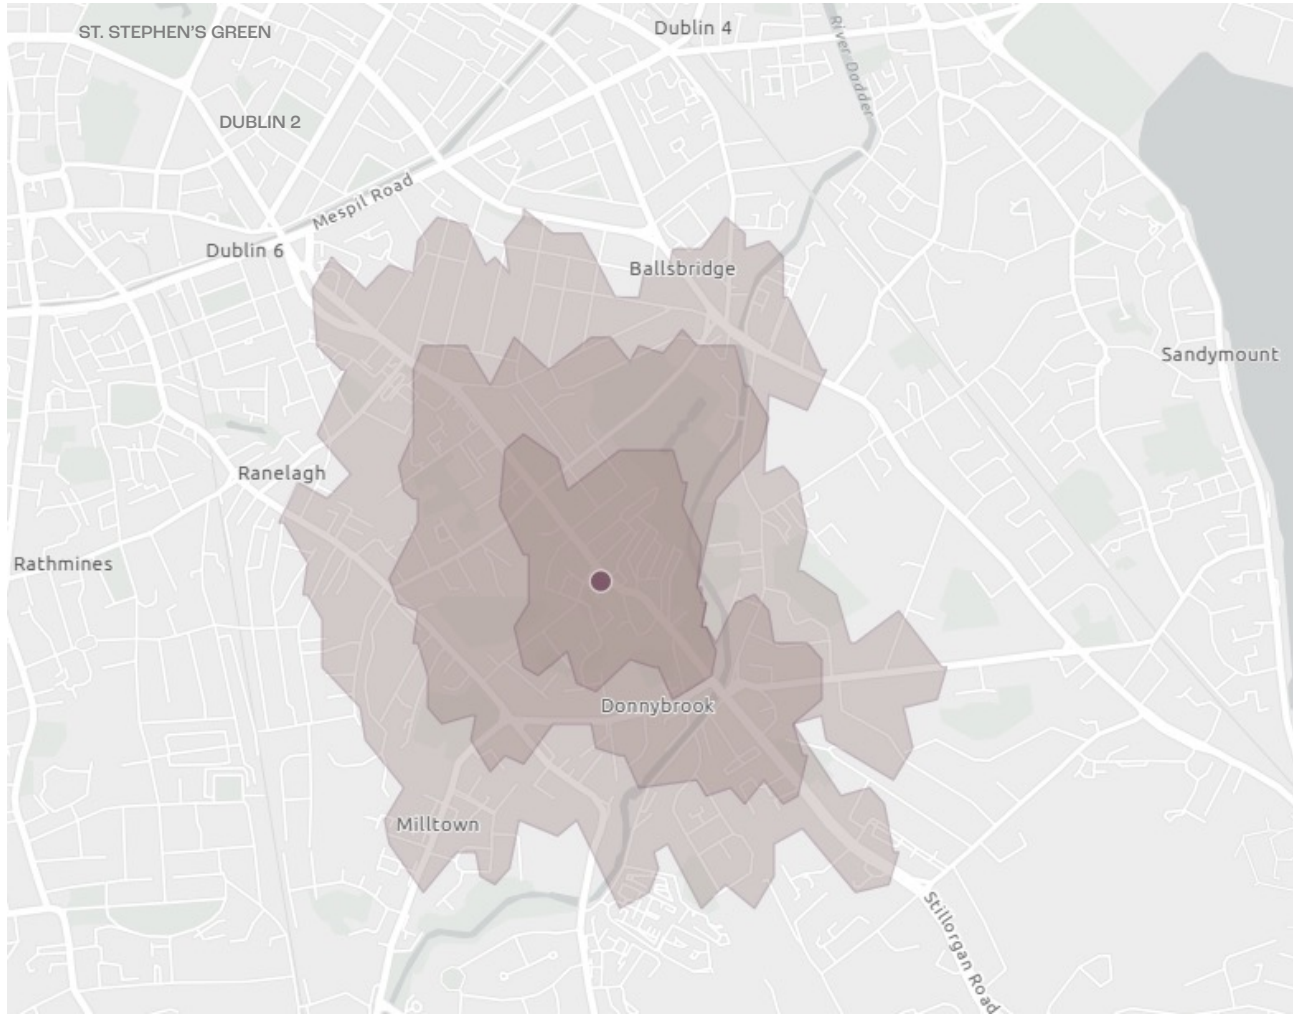 ST. STEPHEN'S GREEN
Dublin 4
River Dodder
DUBLIN 2
Mespil Road
Dublin 6
Ballsbridge
Sandymount
Ranelagh
Rathmines
Donnybrook
Milltown
Stillorgan Road